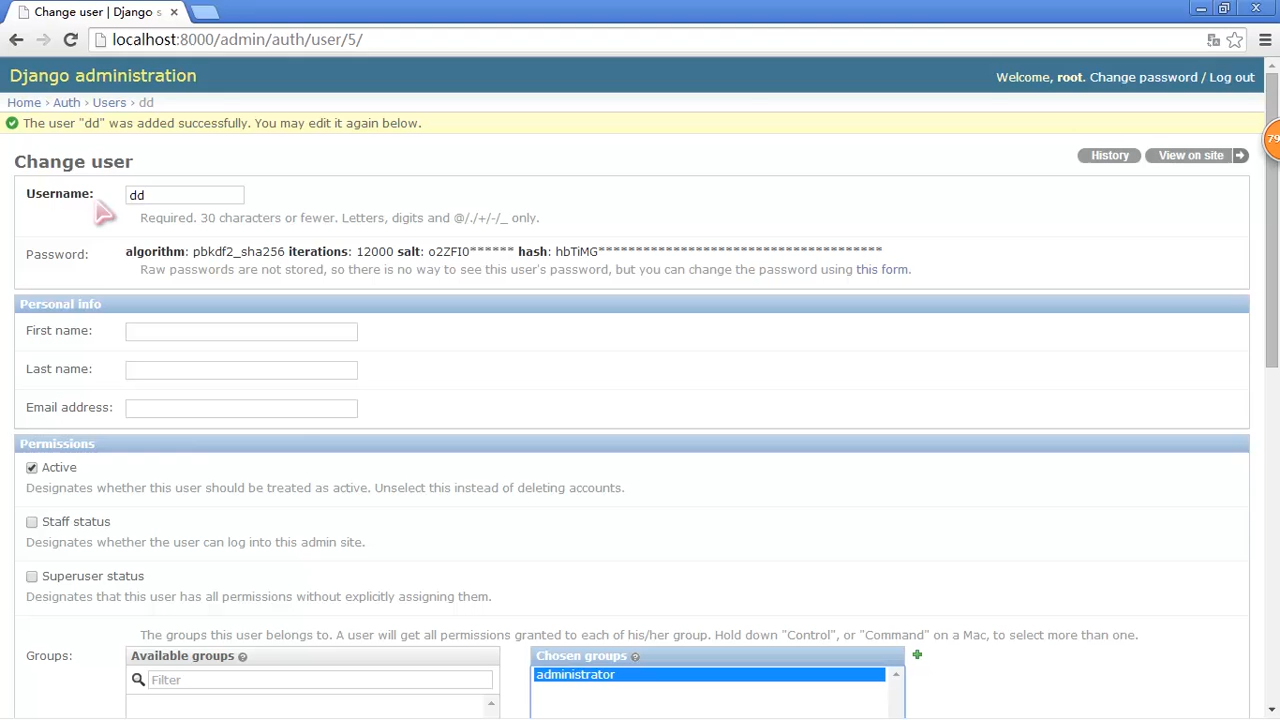 Change user | Django s
localhost:8000/admin/auth/user/5/
Django administration
Welcome, root. Change password / Log out
Home › Auth › Users › dd
The user "dd" was added successfully. You may edit it again below.
79
Change user
History
View on site
Username:
dd
Required. 30 characters or fewer. Letters, digits and @/./+/-/_ only.
Password:
algorithm: pbkdf2_sha256 iterations: 12000 salt: o2ZFI0****** hash: hbTiMG**************************************
Raw passwords are not stored, so there is no way to see this user's password, but you can change the password using this form.
Personal info
First name:
Last name:
Email address:
Permissions
Active
Designates whether this user should be treated as active. Unselect this instead of deleting accounts.
Staff status
Designates whether the user can log into this admin site.
Superuser status
Designates that this user has all permissions without explicitly assigning them.
The groups this user belongs to. A user will get all permissions granted to each of his/her group. Hold down "Control", or "Command" on a Mac, to select more than one.
Groups:
Available groups
Chosen groups
Filter
administrator